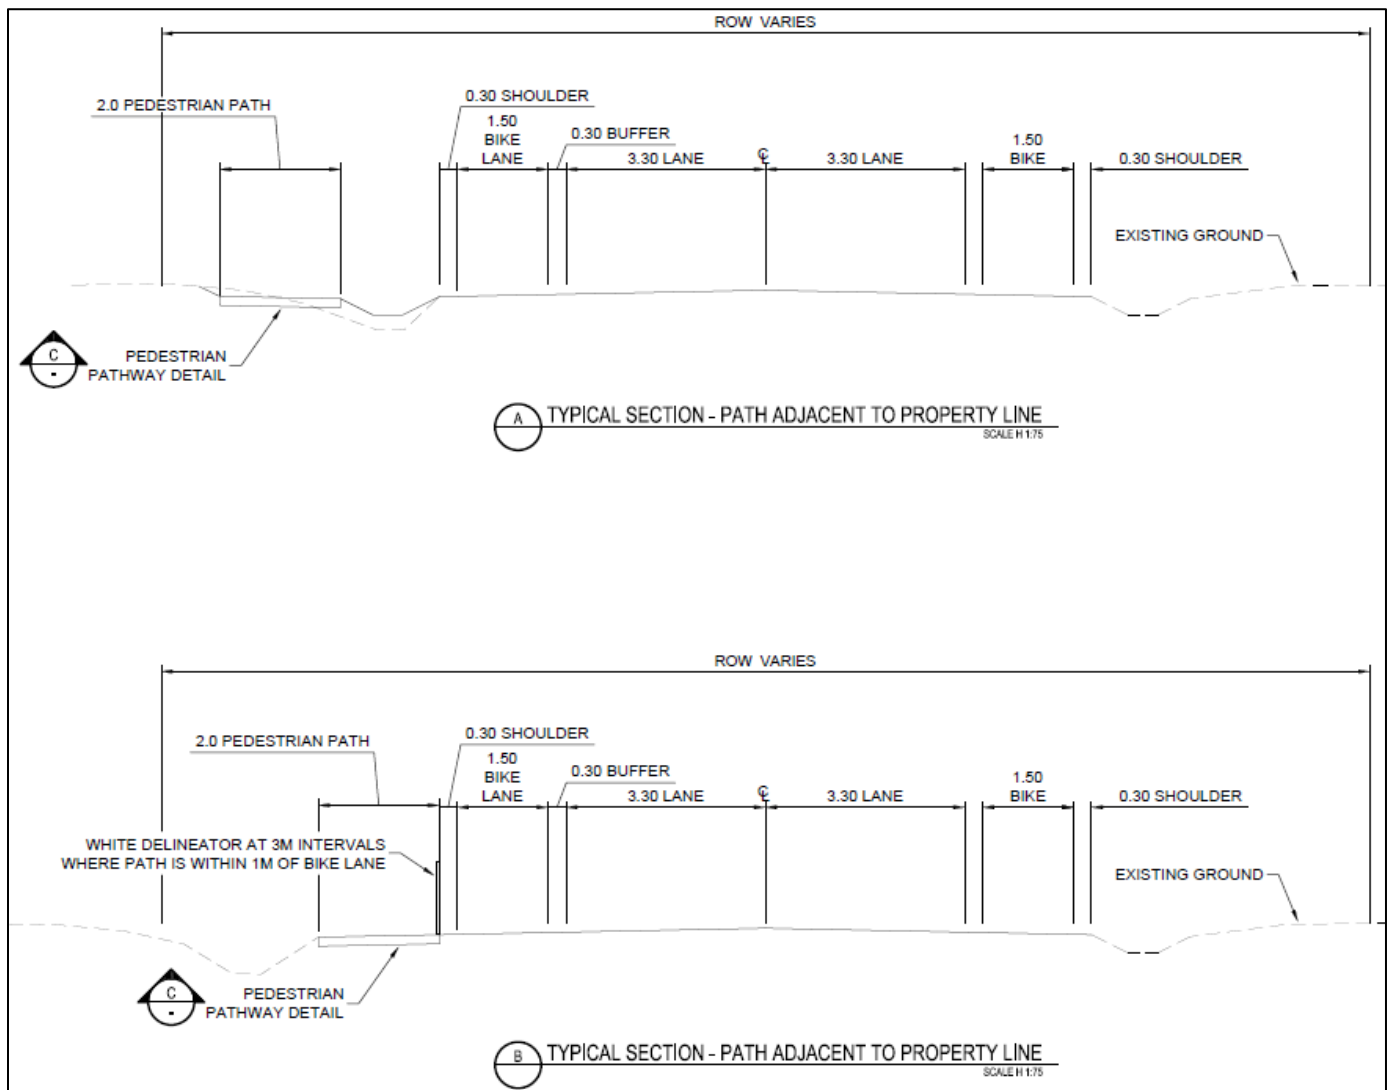 ROW VARIES
2.0 PEDESTRIAN PATH
0.30 SHOULDER
1.50
BIKE
LANE
0.30 BUFFER
3.30 LANE
℄
3.30 LANE
1.50
BIKE
0.30 SHOULDER
EXISTING GROUND
C
-
PEDESTRIAN
PATHWAY DETAIL
A
TYPICAL SECTION - PATH ADJACENT TO PROPERTY LINE
SCALE H 1:75
ROW VARIES
2.0 PEDESTRIAN PATH
0.30 SHOULDER
1.50
BIKE
LANE
0.30 BUFFER
3.30 LANE
℄
3.30 LANE
1.50
BIKE
0.30 SHOULDER
WHITE DELINEATOR AT 3M INTERVALS
WHERE PATH IS WITHIN 1M OF BIKE LANE
EXISTING GROUND
C
-
PEDESTRIAN
PATHWAY DETAIL
B
TYPICAL SECTION - PATH ADJACENT TO PROPERTY LINE
SCALE H 1:75